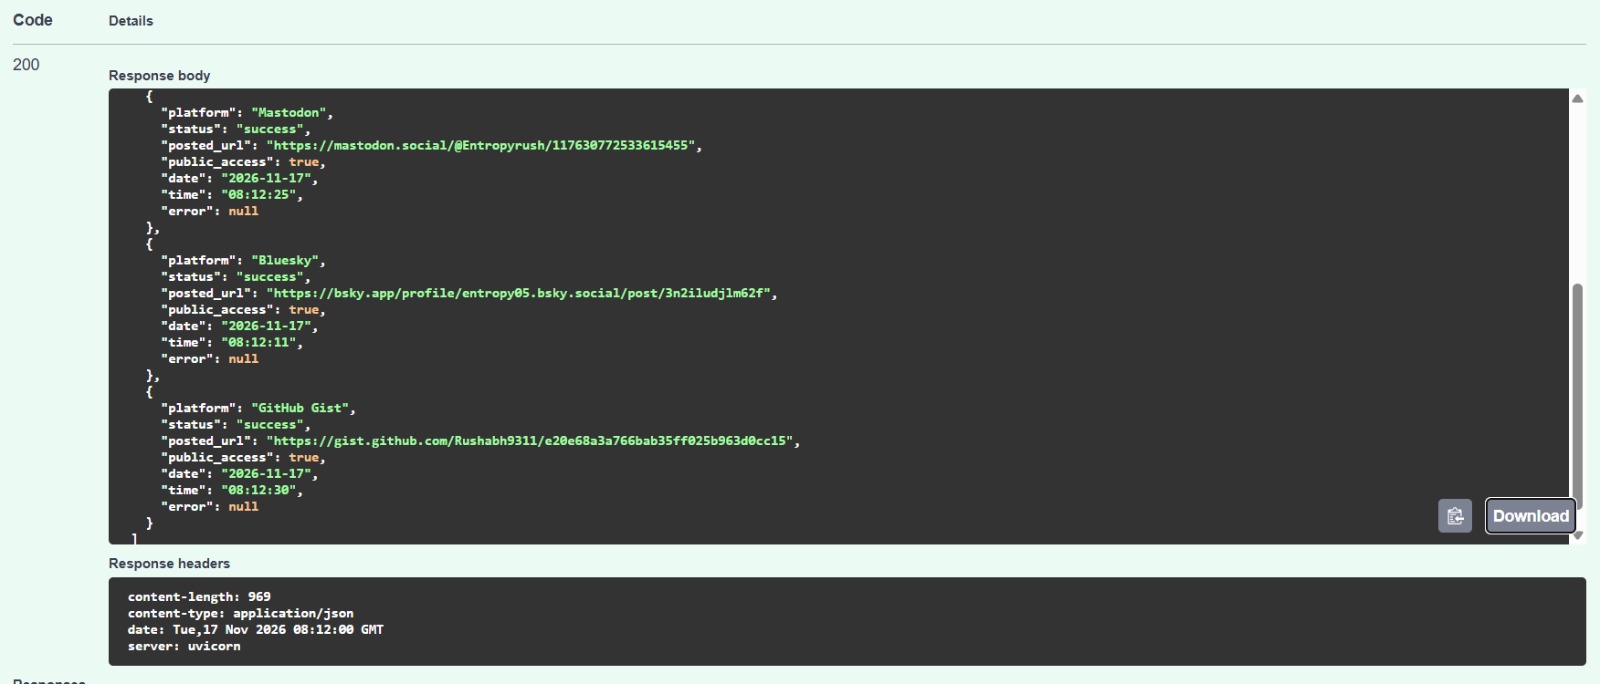 Code Details
200
Response body
{
"platform": "Mastodon",
"status": "success",
"posted_url": "https://mastodon.social/@Entropyrush/117630772533615455",
"public_access": true,
"date": "2026-11-17",
"time": "08:12:25",
"error": null
},
{
"platform": "Bluesky",
"status": "success",
"posted_url": "https://bsky.app/profile/entropy05.bsky.social/post/3n2iludjlm62f",
"public_access": true,
"date": "2026-11-17",
"time": "08:12:11",
"error": null
},
{
"platform": "GitHub Gist",
"status": "success",
"posted_url": "https://gist.github.com/Rushabh9311/e20e68a3a766bab35ff025b963d0cc15",
"public_access": true,
"date": "2026-11-17",
"time": "08:12:30",
"error": null
}
]
Download
Response headers
content-length: 969
content-type: application/json
date: Tue,17 Nov 2026 08:12:00 GMT
server: uvicorn
Responses